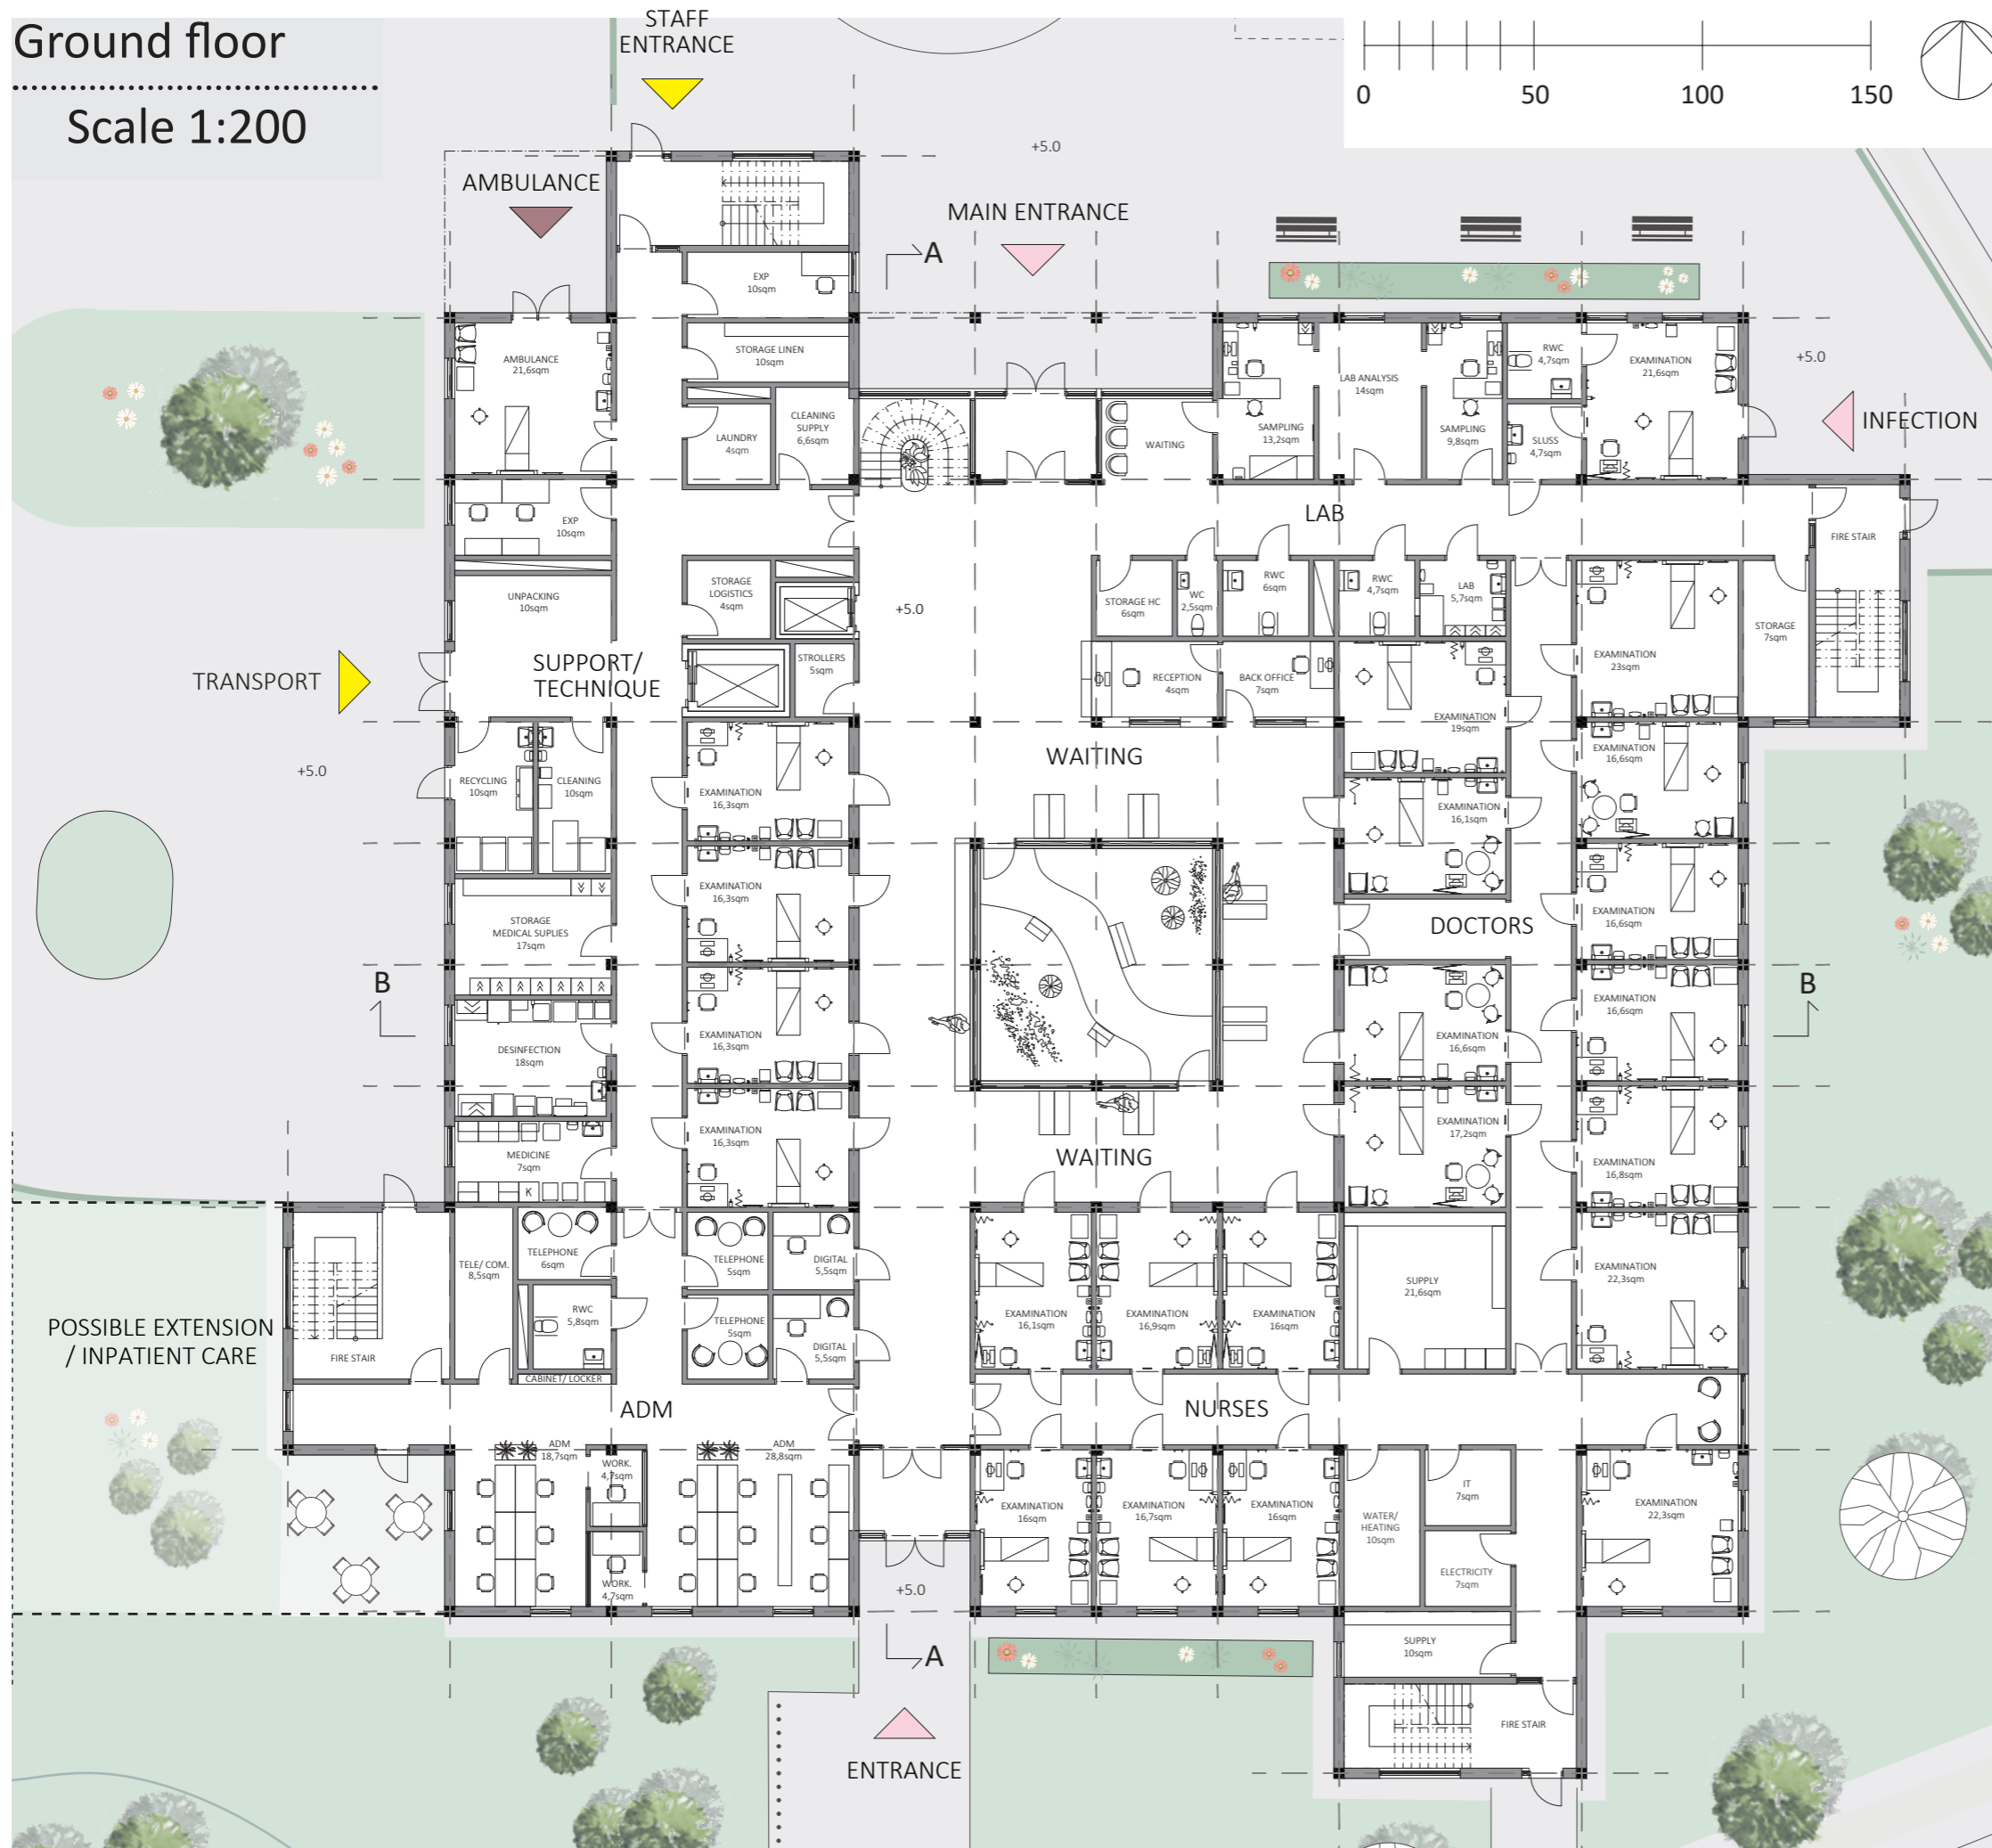 Ground floor
Scale 1:200
STAFF
ENTRANCE
0
50
100
150
+5.0
AMBULANCE
MAIN ENTRANCE
A
EXP
10sqm
AMBULANCE
21,6sqm
STORAGE LINEN
10sqm
LAUNDRY
4sqm
CLEANING
SUPPLY
6,6sqm
WAITING
SAMPLING
13,2sqm
LAB ANALYSIS
14sqm
SAMPLING
9,8sqm
RWC
4,7sqm
SLUSS
4,7sqm
EXAMINATION
21,6sqm
+5.0
INFECTION
EXP
10sqm
LAB
FIRE STAIR
UNPACKING
10sqm
STORAGE
LOGISTICS
4sqm
+5.0
STORAGE HC
6sqm
WC
2,5sqm
RWC
6sqm
RWC
4,7sqm
LAB
5,7sqm
EXAMINATION
23sqm
STORAGE
7sqm
TRANSPORT
SUPPORT/
TECHNIQUE
STROLLERS
5sqm
RECEPTION
4sqm
BACK OFFICE
7sqm
EXAMINATION
19sqm
+5.0
RECYCLING
10sqm
CLEANING
10sqm
EXAMINATION
16,3sqm
WAITING
EXAMINATION
16,1sqm
EXAMINATION
16,6sqm
STORAGE
MEDICAL SUPLIES
17sqm
EXAMINATION
16,3sqm
DOCTORS
EXAMINATION
16,6sqm
B
B
DESINFECTION
18sqm
EXAMINATION
16,3sqm
EXAMINATION
16,6sqm
EXAMINATION
16,6sqm
MEDICINE
7sqm
K
EXAMINATION
16,3sqm
WAITING
EXAMINATION
17,2sqm
EXAMINATION
16,8sqm
POSSIBLE EXTENSION
/ INPATIENT CARE
FIRE STAIR
TELE/ COM.
8,5sqm
TELEPHONE
6sqm
RWC
5,8sqm
CABINET/ LOCKER
TELEPHONE
5sqm
DIGITAL
5,5sqm
TELEPHONE
5sqm
DIGITAL
5,5sqm
EXAMINATION
16,1sqm
EXAMINATION
16,9sqm
EXAMINATION
16sqm
SUPPLY
21,6sqm
EXAMINATION
22,3sqm
ADM
NURSES
ADM
18,7sqm
WORK.
4,7sqm
WORK.
4,7sqm
ADM
28,8sqm
EXAMINATION
16sqm
EXAMINATION
16,7sqm
EXAMINATION
16sqm
WATER/
HEATING
10sqm
IT
7sqm
ELECTRICITY
7sqm
EXAMINATION
22,3sqm
+5.0
A
SUPPLY
10sqm
FIRE STAIR
ENTRANCE